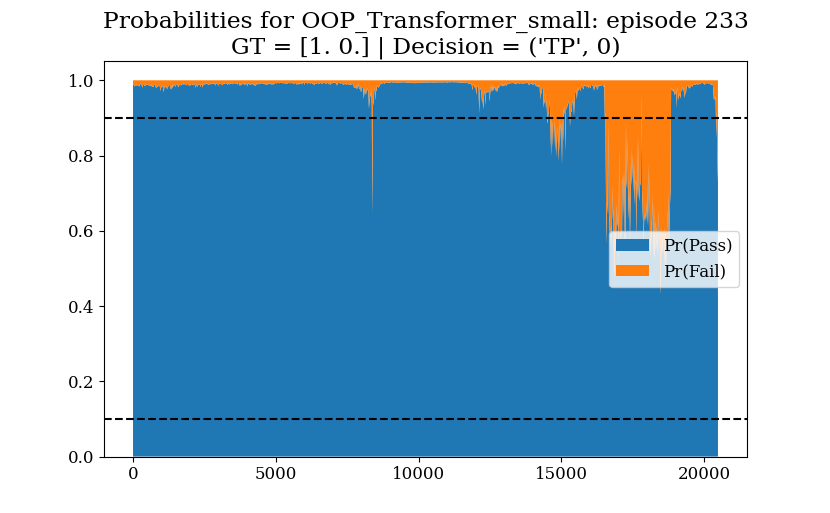 Probabilities for OOP_Transformer_small: episode 233
GT = [1. 0.] | Decision = ('TP', 0)
1.0
0.8
0.6
0.4
0.2
0.0
Pr(Pass)
Pr(Fail)
0
5000
10000
15000
20000